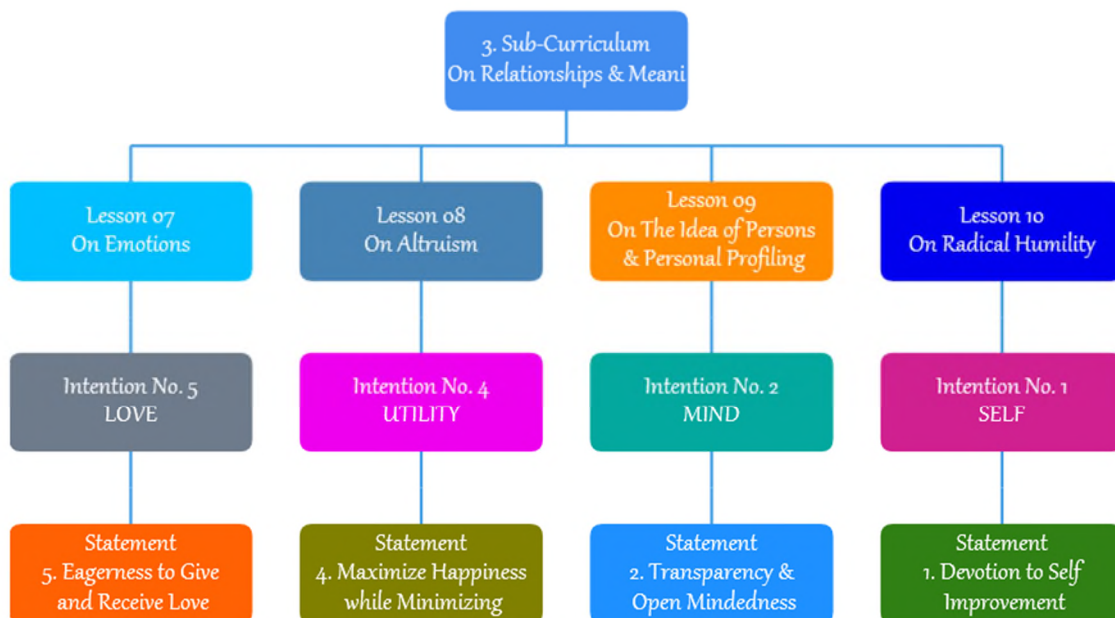 3. Sub-Curriculum
On Relationships & Meani
Lesson 07
On Emotions
Lesson 08
On Altruism
Lesson 09
On The Idea of Persons
& Personal Profiling
Lesson 10
On Radical Humility
Intention No. 5
LOVE
Intention No. 4
UTILITY
Intention No. 2
MIND
Intention No. 1
SELF
Statement
5. Eagerness to Give
and Receive Love
Statement
4. Maximize Happiness
while Minimizing
Statement
2. Transparency &
Open Mindedness
Statement
1. Devotion to Self
Improvement